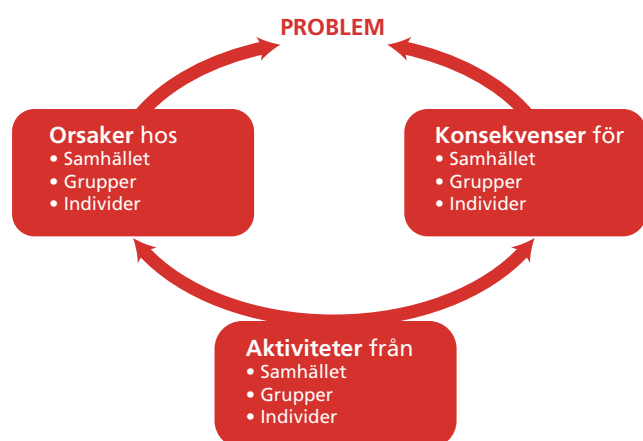 PROBLEM
Orsaker hos
• Samhället
• Grupper
• Individer
Konsekvenser för
• Samhället
• Grupper
• Individer
Aktiviteter från
• Samhället
• Grupper
• Individer